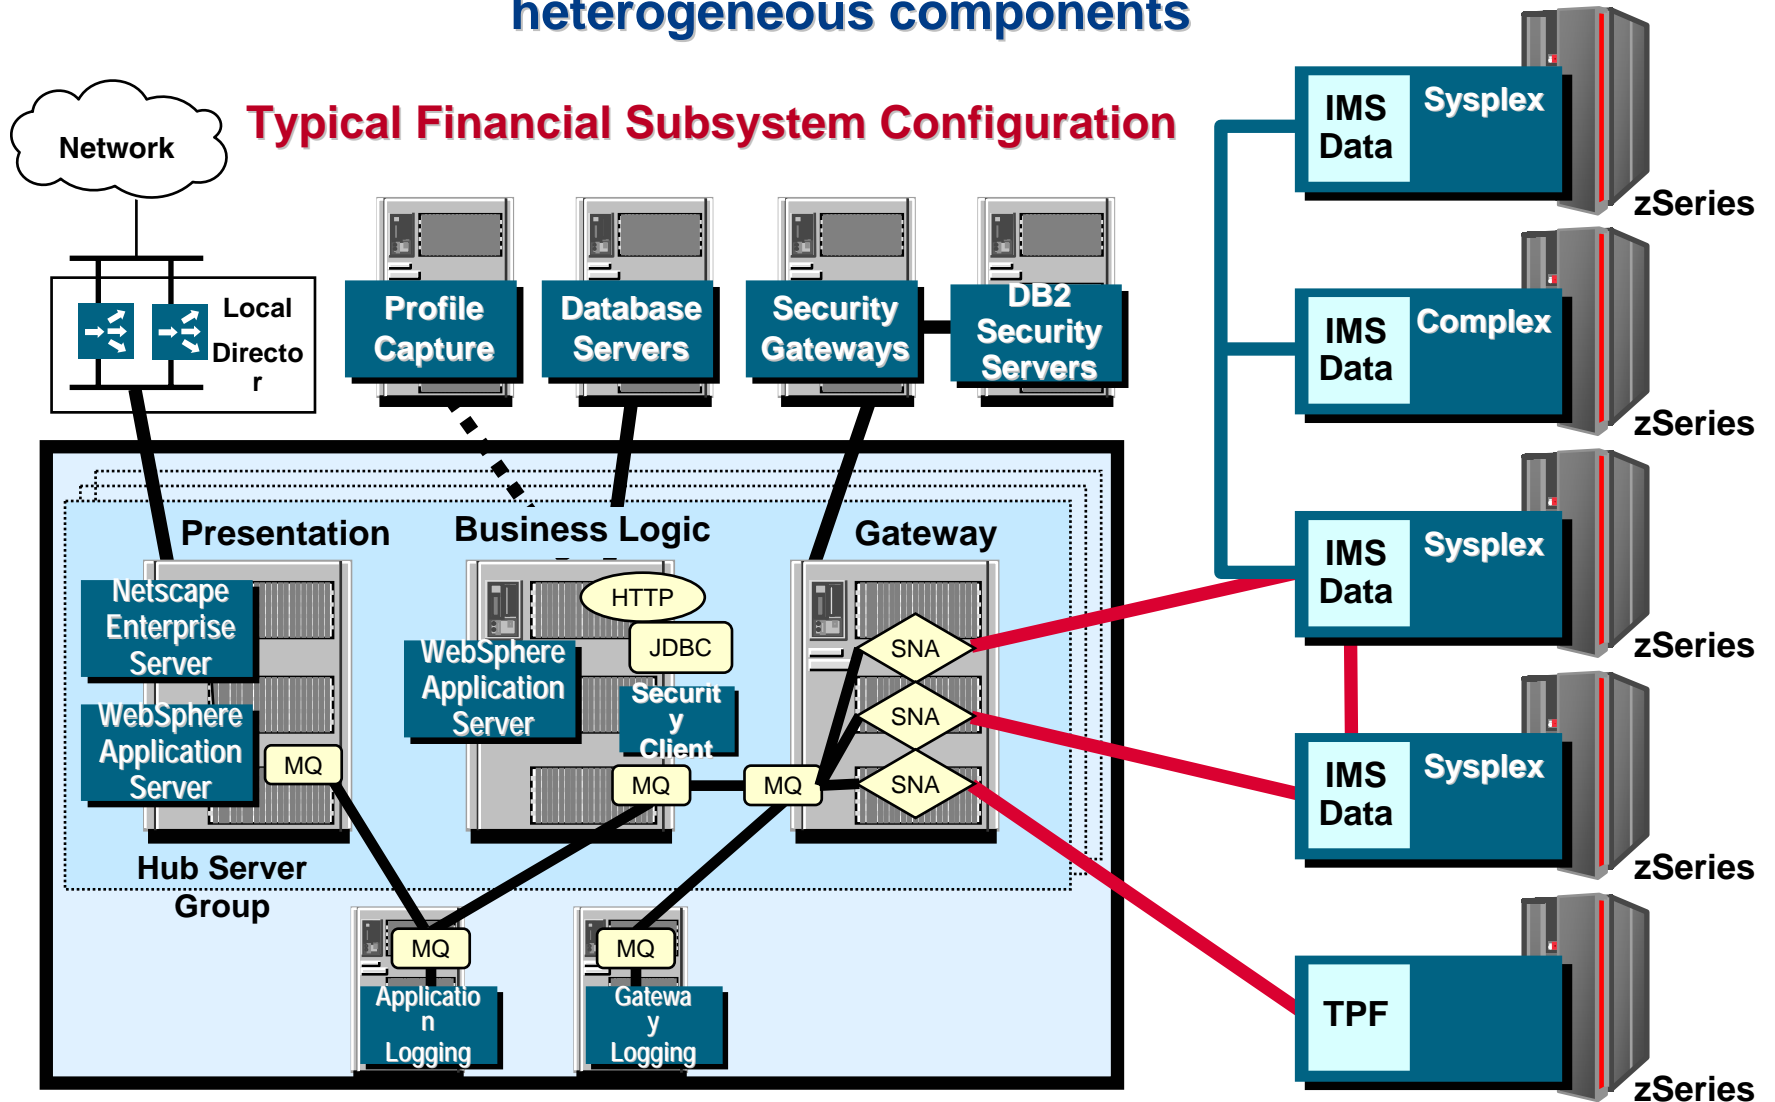 heterogeneous components
Typical Financial Subsystem Configuration
Network
Local
Directo
r
Profile
Capture
Database
Servers
Security
Gateways
DB2
Security
Servers
Presentation
Business Logic
Gateway
Netscape
Enterprise
Server
WebSphere
Application
Server
MQ
HTTP
JDBC
WebSphere
Application
Server
Securit
y
Client
MQ
MQ
SNA
SNA
SNA
Hub Server
Group
MQ
Applicatio
n
Logging
MQ
Gatewa
y
Logging
IMS
Data
Sysplex
zSeries
IMS
Data
Complex
zSeries
IMS
Data
Sysplex
zSeries
IMS
Data
Sysplex
zSeries
TPF
zSeries